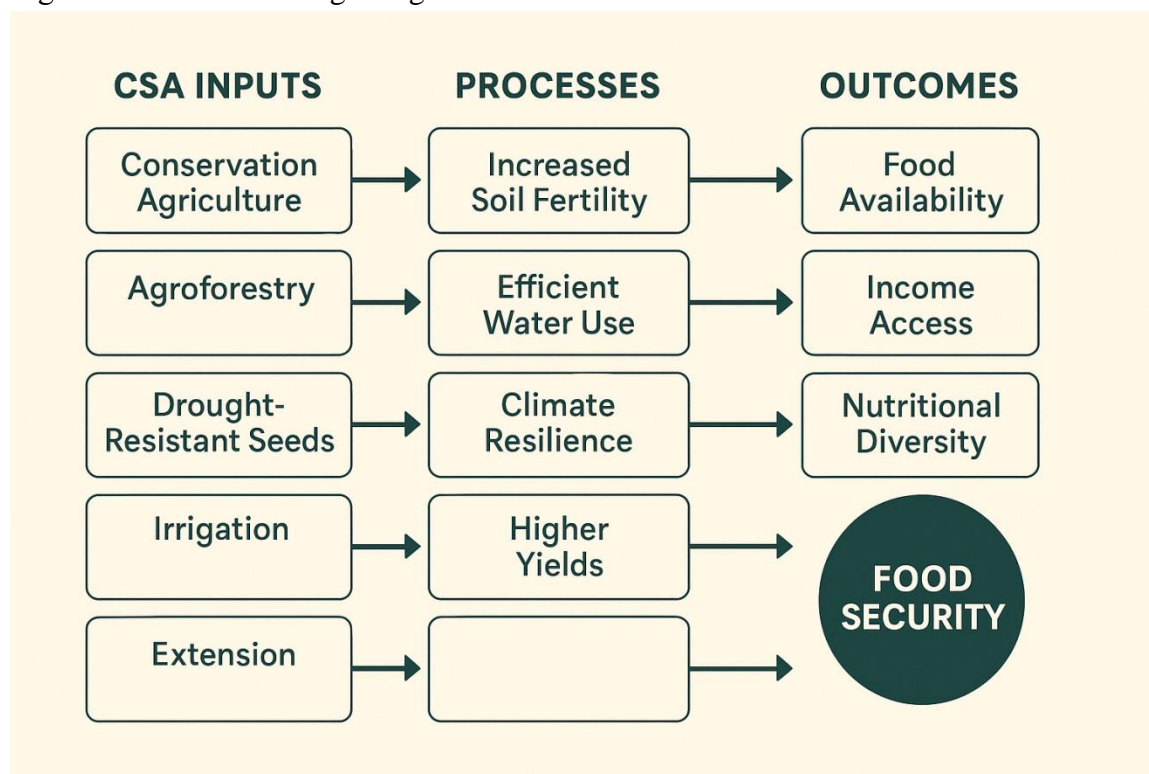 CSA INPUTS
PROCESSES
OUTCOMES
Conservation
Agriculture
Increased
Soil Fertility
Food
Availability
Agroforestry
Efficient
Water Use
Income
Access
Drought-
Resistant Seeds
Climate
Resilience
Nutritional
Diversity
Irrigation
Higher
Yields
FOOD
SECURITY
Extension